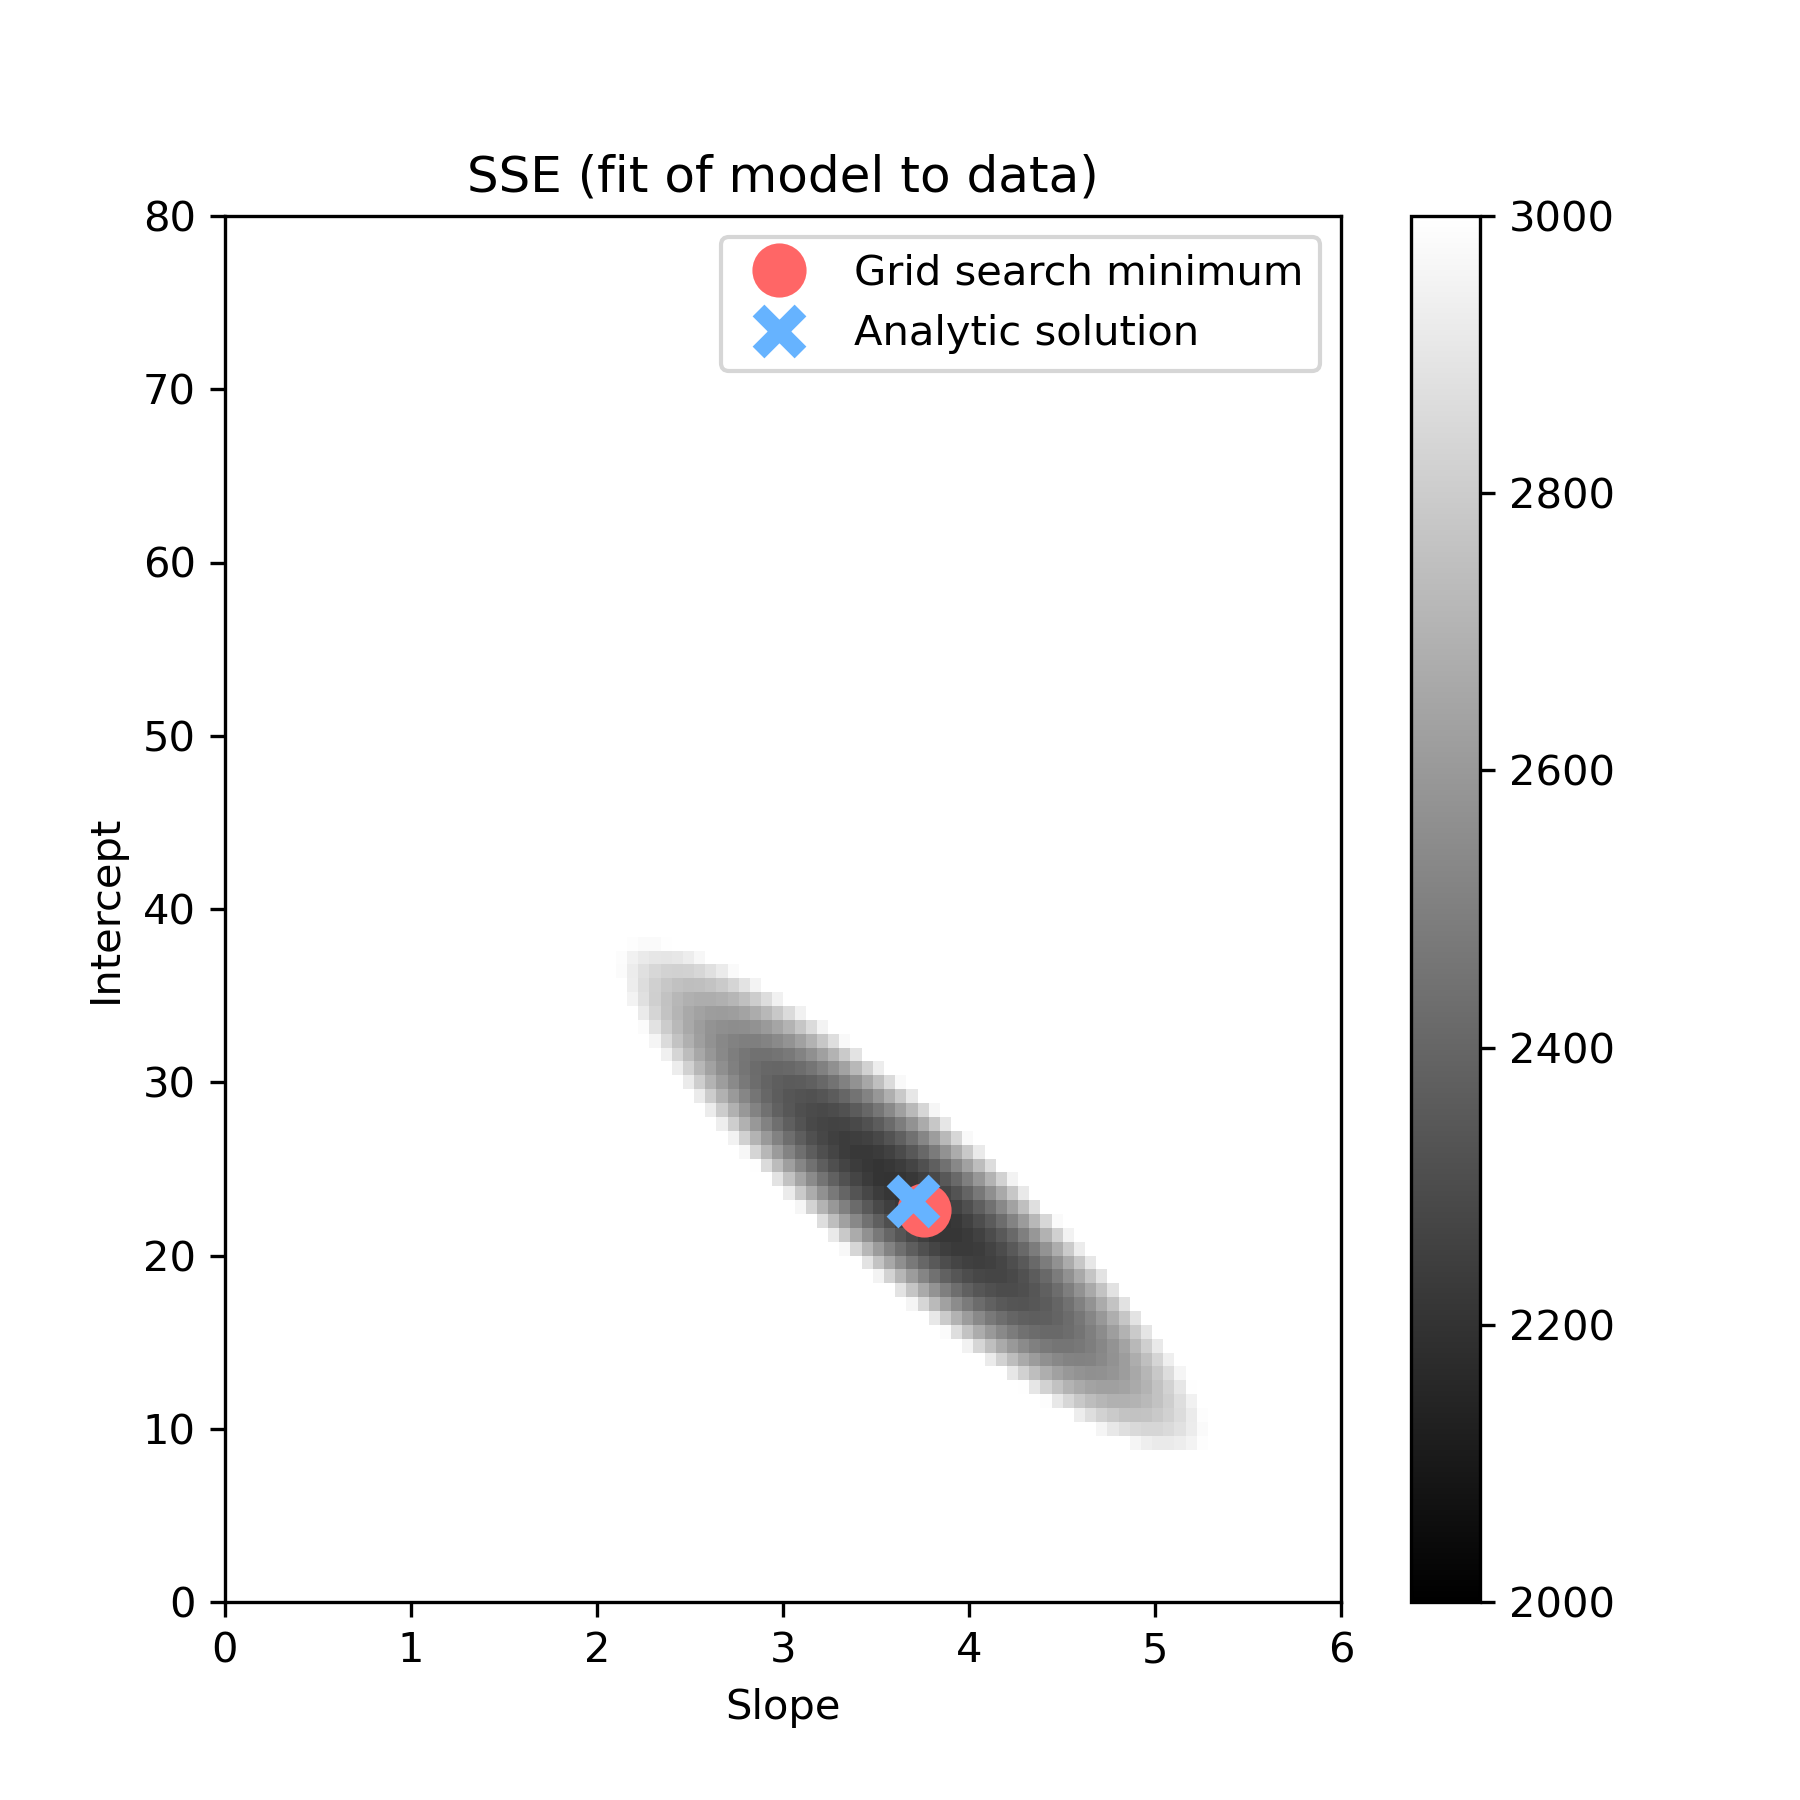 SSE (fit of model to data)
Grid search minimum
Analytic solution
80
70
60
50
40
30
20
10
0
Intercept
0 1 2 3 4 5 6
Slope
3000
2800
2600
2400
2200
2000